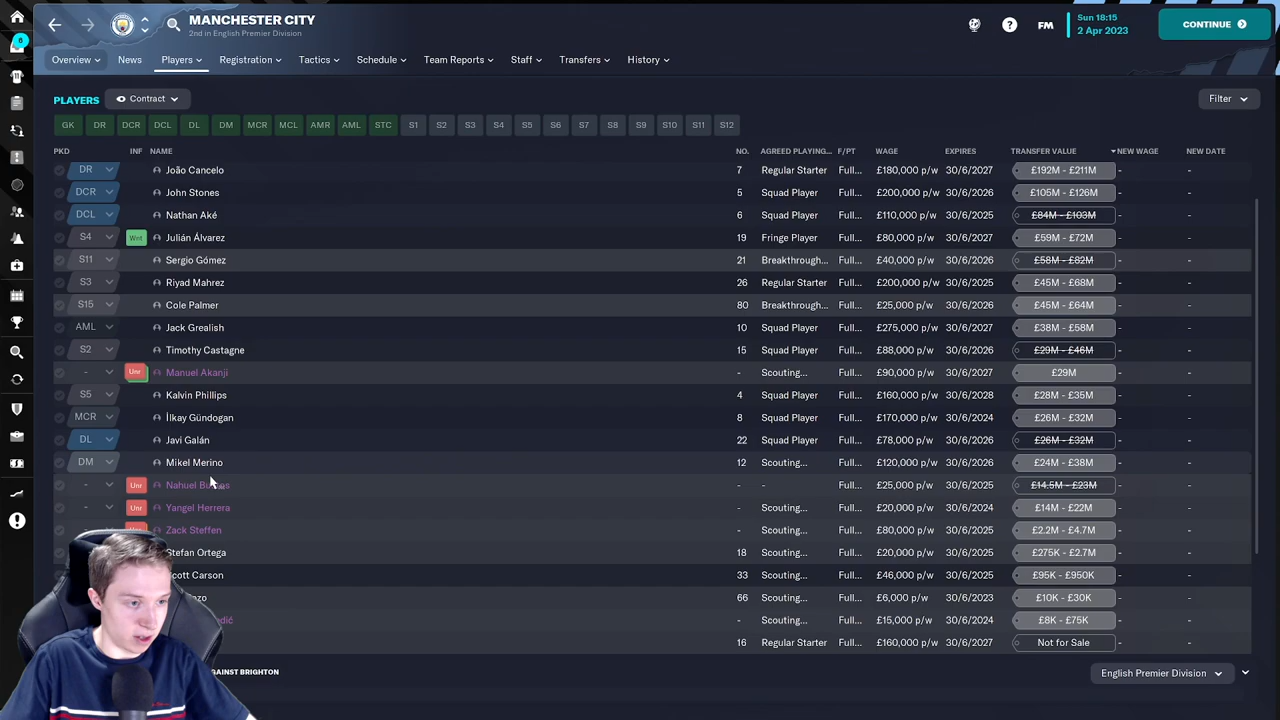 MANCHESTER CITY
2nd in English Premier Division
FM
Sun 18:15
2 Apr 2023
CONTINUE
6
Overview News Players Registration Tactics Schedule Team Reports Staff Transfers History
PLAYERS Contract Filter
GK DR DCR DCL DL DM MCR MCL AMR AML STC S1 S2 S3 S4 S5 S6 S7 S8 S9 S10 S11 S12
PKD INF NAME NO. AGREED PLAYING... F/PT WAGE EXPIRES TRANSFER VALUE NEW WAGE NEW DATE
DR João Cancelo 7 Regular Starter Full... £180,000 p/w 30/6/2027 £192M - £211M - -
DCR John Stones 5 Squad Player Full... £200,000 p/w 30/6/2026 £105M - £126M - -
DCL Nathan Aké 6 Squad Player Full... £110,000 p/w 30/6/2025 £84M - £103M - -
S4 Wnt Julián Álvarez 19 Fringe Player Full... £80,000 p/w 30/6/2027 £59M - £72M - -
S11 Sergio Gómez 21 Breakthrough... Full... £40,000 p/w 30/6/2026 £58M - £82M - -
S3 Riyad Mahrez 26 Regular Starter Full... £200,000 p/w 30/6/2025 £45M - £68M - -
S15 Cole Palmer 80 Breakthrough... Full... £25,000 p/w 30/6/2026 £45M - £64M - -
AML Jack Grealish 10 Squad Player Full... £275,000 p/w 30/6/2027 £38M - £58M - -
S2 Timothy Castagne 15 Squad Player Full... £88,000 p/w 30/6/2025 £29M - £46M - -
- Unr Manuel Akanji - Scouting... Full... £90,000 p/w 30/6/2027 £29M - -
S5 Kalvin Phillips 4 Squad Player Full... £160,000 p/w 30/6/2028 £28M - £35M - -
MCR İlkay Gündogan 8 Squad Player Full... £170,000 p/w 30/6/2024 £26M - £32M - -
DL Javi Galán 22 Squad Player Full... £78,000 p/w 30/6/2026 £26M - £32M - -
DM Mikel Merino 12 Scouting... Full... £120,000 p/w 30/6/2026 £24M - £38M - -
- Unr Nahuel - - Full... £25,000 p/w 30/6/2025 £14.5M - £23M - -
- Unr Yangel Herrera - Scouting... Full... £20,000 p/w 30/6/2024 £14M - £22M - -
Zack Steffen - Scouting... Full... £80,000 p/w 30/6/2025 £2.2M - £4.7M - -
Stefan Ortega 18 Scouting... Full... £20,000 p/w 30/6/2025 £275K - £2.7M - -
Scott Carson 33 Scouting... Full... £46,000 p/w 30/6/2025 £95K - £950K - -
66 Scouting... Full... £6,000 p/w 30/6/2023 £10K - £30K - -
- Scouting... Full... £15,000 p/w 30/6/2024 £8K - £75K - -
16 Regular Starter Full... £160,000 p/w 30/6/2027 Not for Sale - -
AGAINST BRIGHTON English Premier Division